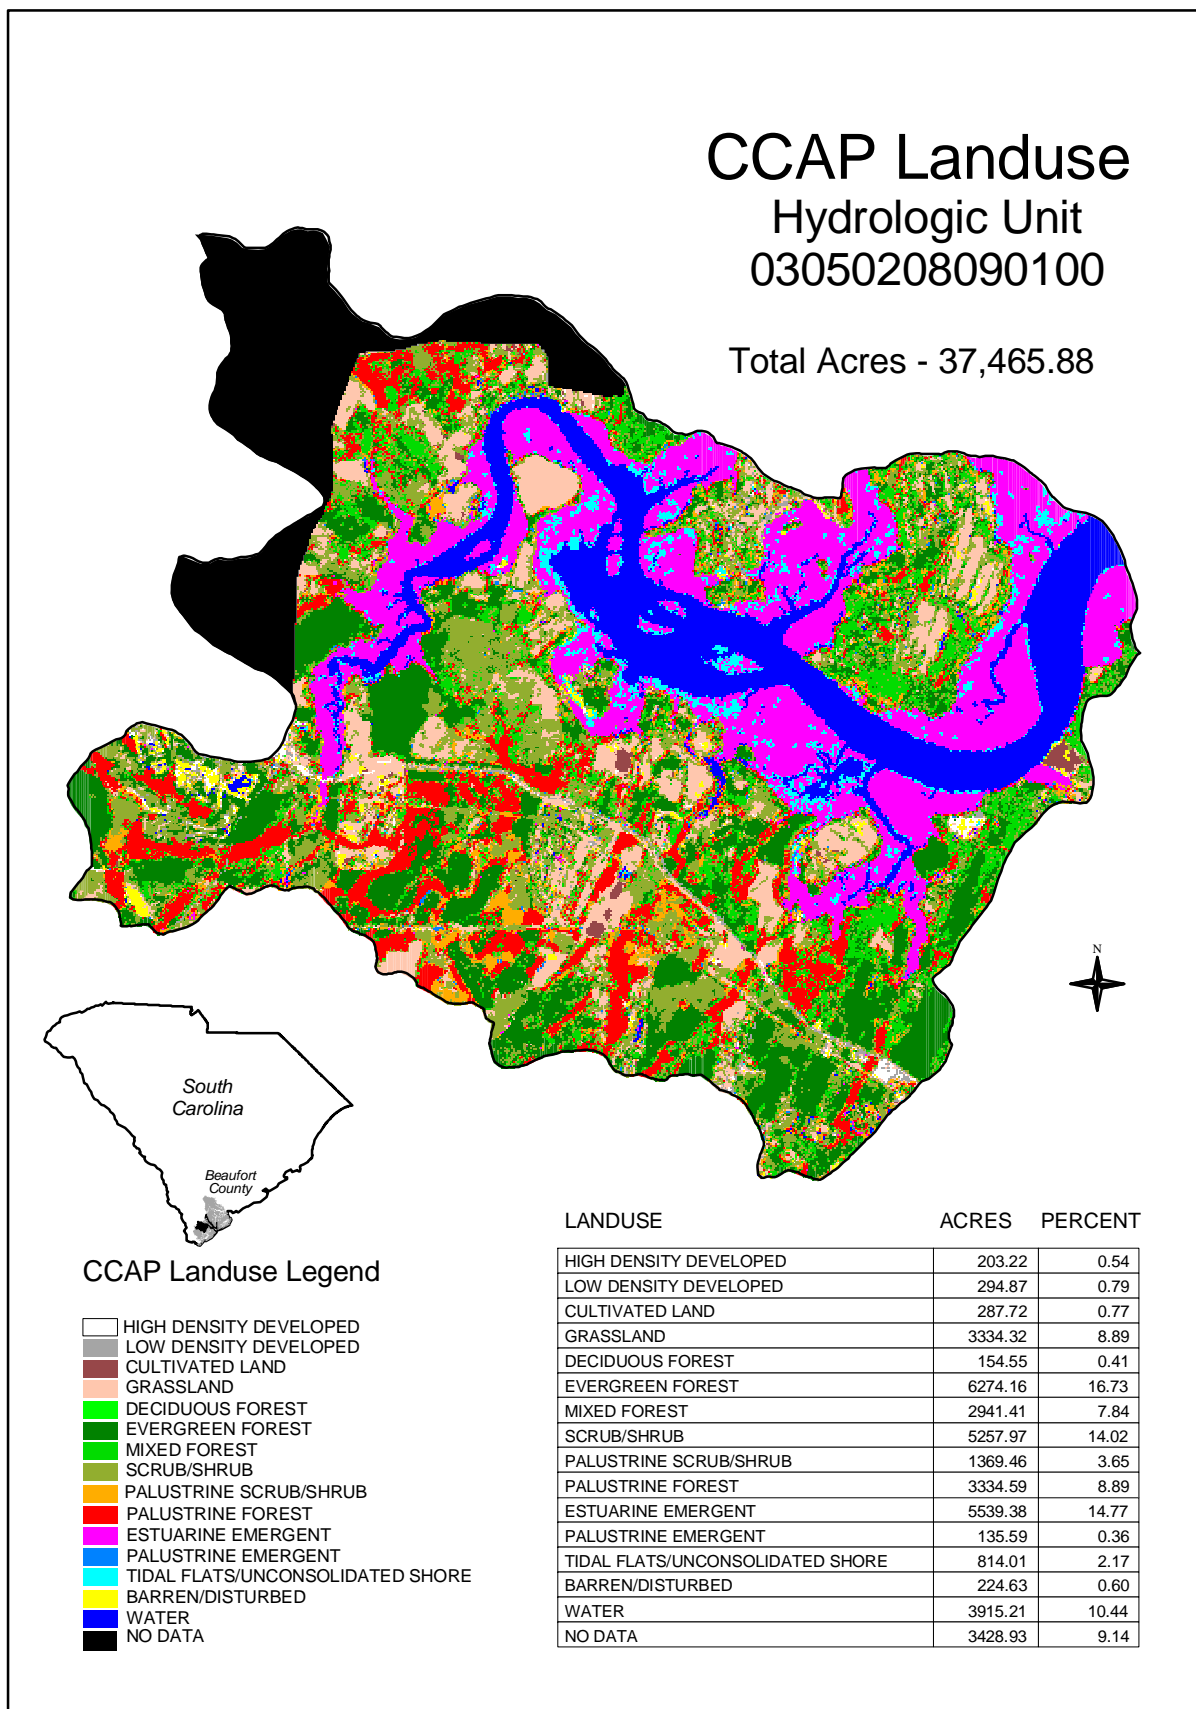 CCAP Landuse
Hydrologic Unit
03050208090100
Total Acres - 37,465.88
N
South
Carolina
Beaufort
County
CCAP Landuse Legend
HIGH DENSITY DEVELOPED
LOW DENSITY DEVELOPED
CULTIVATED LAND
GRASSLAND
DECIDUOUS FOREST
EVERGREEN FOREST
MIXED FOREST
SCRUB/SHRUB
PALUSTRINE SCRUB/SHRUB
PALUSTRINE FOREST
ESTUARINE EMERGENT
PALUSTRINE EMERGENT
TIDAL FLATS/UNCONSOLIDATED SHORE
BARREN/DISTURBED
WATER
NO DATA
LANDUSE ACRES PERCENT
HIGH DENSITY DEVELOPED 203.22 0.54
LOW DENSITY DEVELOPED 294.87 0.79
CULTIVATED LAND 287.72 0.77
GRASSLAND 3334.32 8.89
DECIDUOUS FOREST 154.55 0.41
EVERGREEN FOREST 6274.16 16.73
MIXED FOREST 2941.41 7.84
SCRUB/SHRUB 5257.97 14.02
PALUSTRINE SCRUB/SHRUB 1369.46 3.65
PALUSTRINE FOREST 3334.59 8.89
ESTUARINE EMERGENT 5539.38 14.77
PALUSTRINE EMERGENT 135.59 0.36
TIDAL FLATS/UNCONSOLIDATED SHORE 814.01 2.17
BARREN/DISTURBED 224.63 0.60
WATER 3915.21 10.44
NO DATA 3428.93 9.14